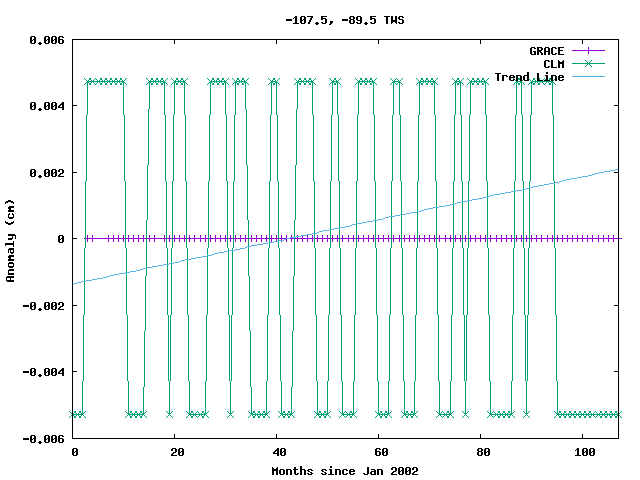 -107.5, -89.5 TWS
0.006
0.004
0.002
0
-0.002
-0.004
-0.006
Anomaly (cm)
GRACE
CLM
Trend Line
0 20 40 60 80 100
Months since Jan 2002